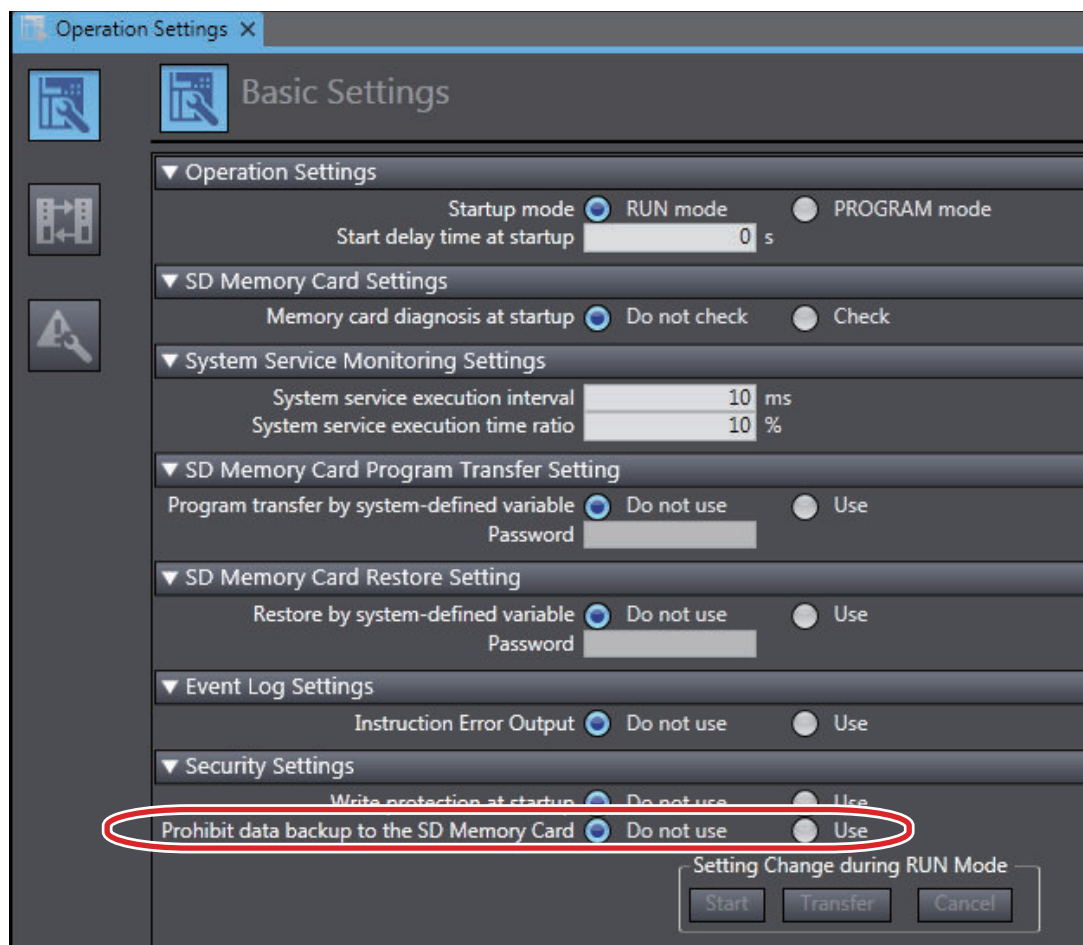 Operation Settings X
Basic Settings
▼ Operation Settings
Startup mode RUN mode PROGRAM mode
Start delay time at startup 0 s
▼ SD Memory Card Settings
Memory card diagnosis at startup Do not check Check
▼ System Service Monitoring Settings
System service execution interval 10 ms
System service execution time ratio 10 %
▼ SD Memory Card Program Transfer Setting
Program transfer by system-defined variable Do not use Use
Password
▼ SD Memory Card Restore Setting
Restore by system-defined variable Do not use Use
Password
▼ Event Log Settings
Instruction Error Output Do not use Use
▼ Security Settings
Write protection at startup Do not use Use
Prohibit data backup to the SD Memory Card Do not use Use
Setting Change during RUN Mode
Start Transfer Cancel